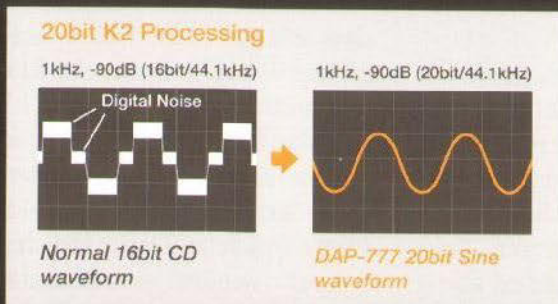 20bit K2 Processing
1kHz, -90dB (16bit/44.1kHz)
Digital Noise
Normal 16bit CD
waveform
1kHz, -90dB (20bit/44.1kHz)
DAP-777 20bit Sine
waveform